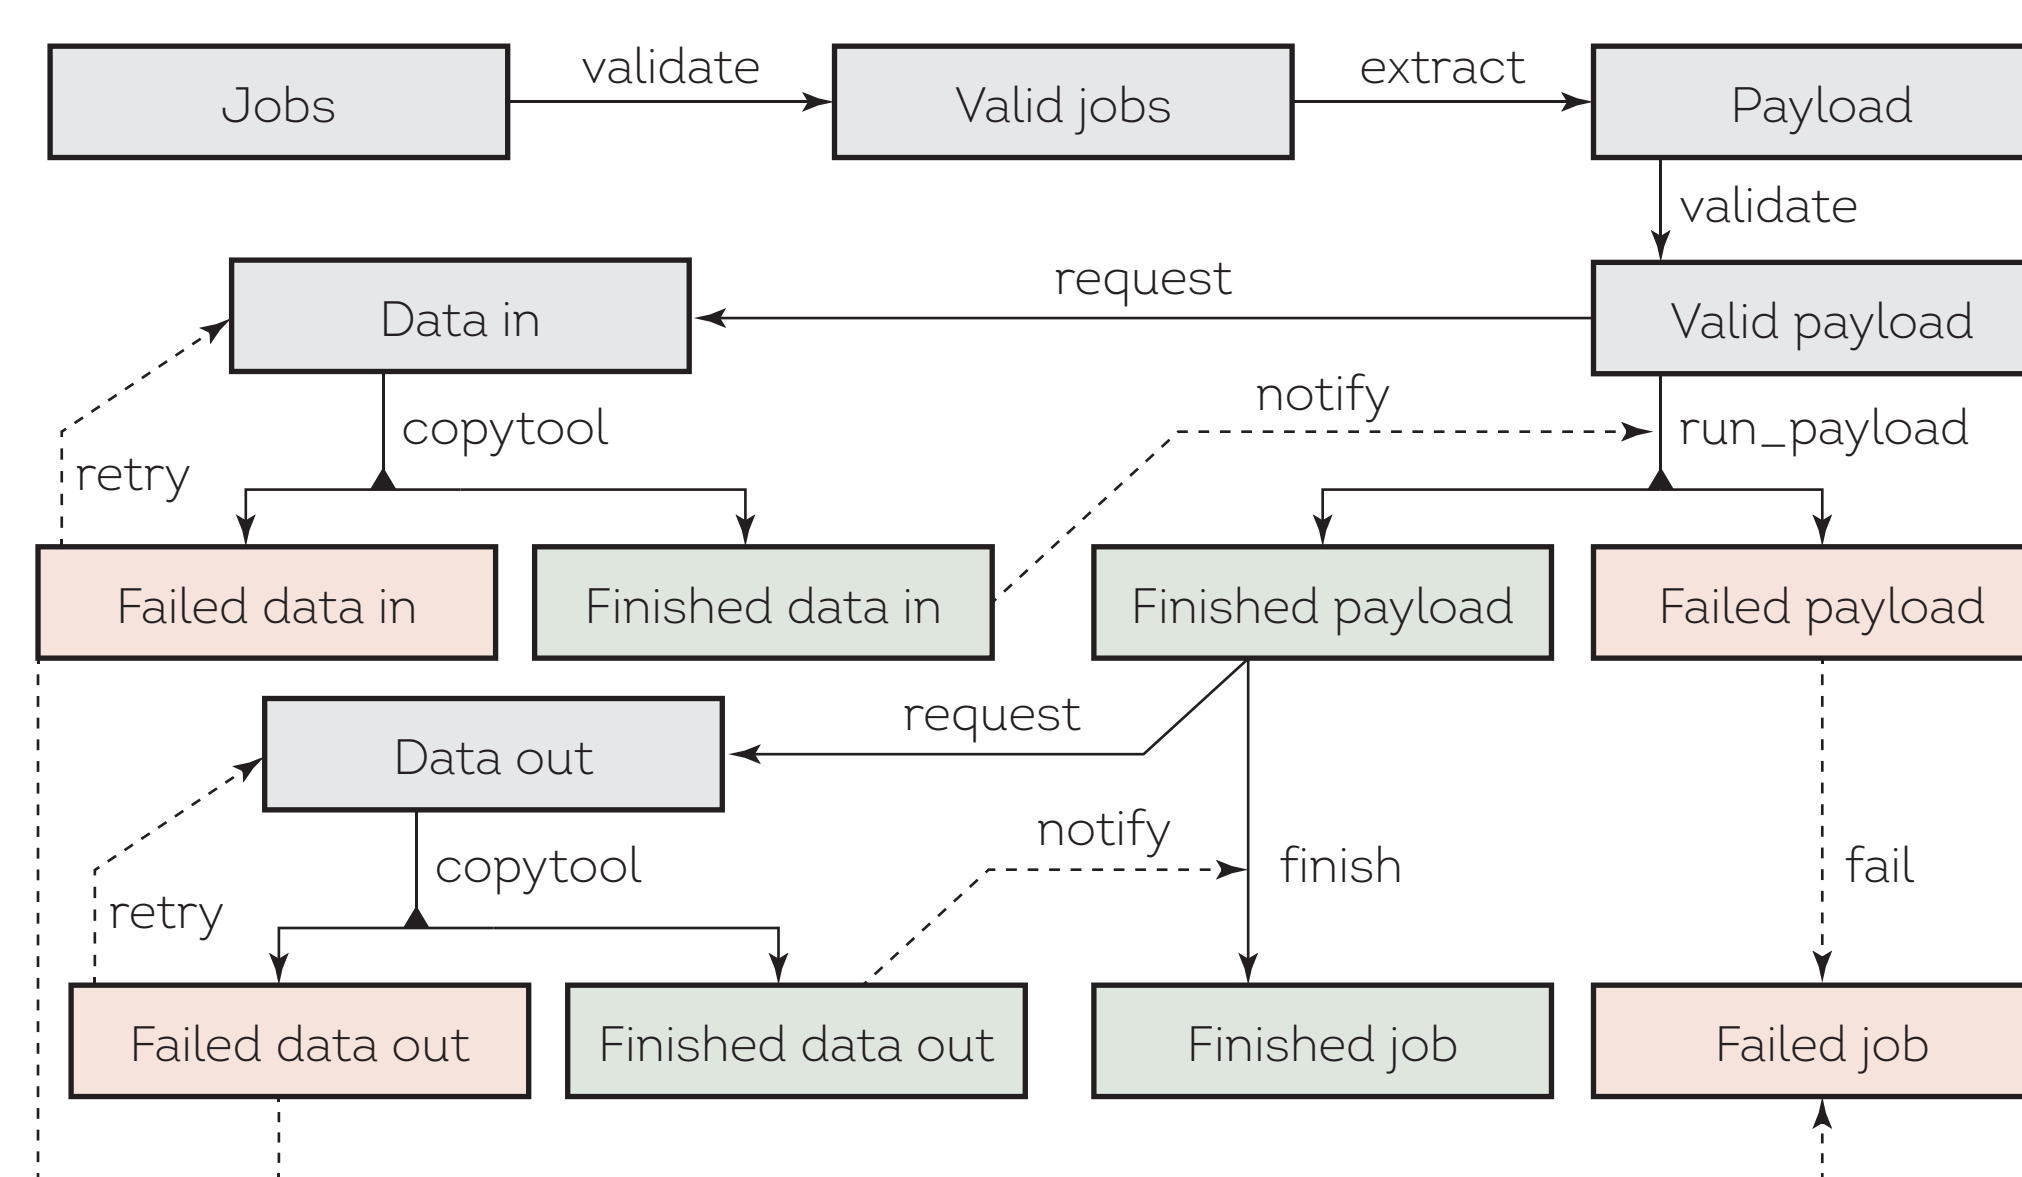 validate
extract
Jobs
Valid jobs
Payload
validate
request
Data in
Valid payload
notify
copytool
run_payload
retry
Failed data in
Finished data in
Finished payload
Failed payload
request
Data out
notify
copytool
finish
fail
retry
Failed data out
Finished data out
Finished job
Failed job